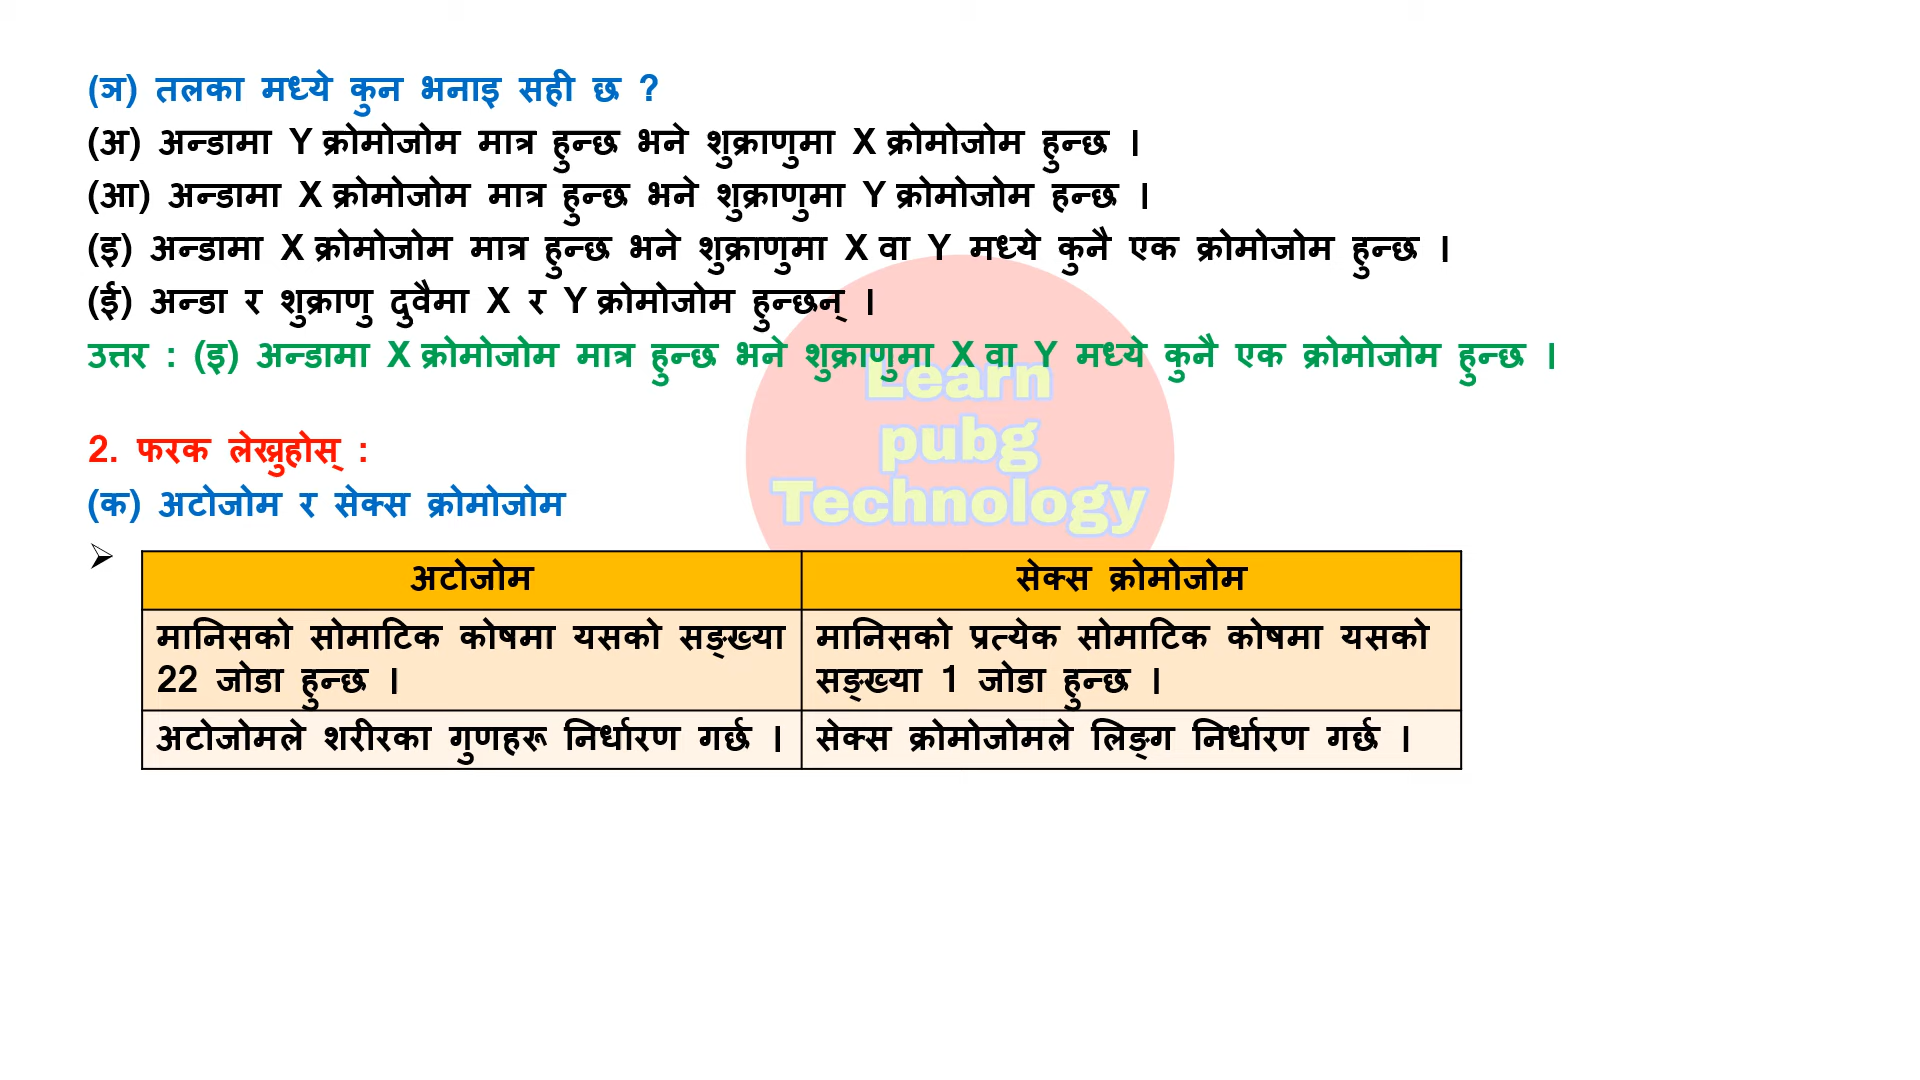 (ञ) तलका मध्ये कुन भनाइ सही छ ?
(अ) अन्डामा Y क्रोमोजोम मात्र हुन्छ भने शुक्राणुमा X क्रोमोजोम हुन्छ ।
(आ) अन्डामा X क्रोमोजोम मात्र हुन्छ भने शुक्राणुमा Y क्रोमोजोम हन्छ ।
(इ) अन्डामा X क्रोमोजोम मात्र हुन्छ भने शुक्राणुमा X वा Y मध्ये कुनै एक क्रोमोजोम हुन्छ ।
(ई) अन्डा र शुक्राणु दुवैमा X र Y क्रोमोजोम हुन्छन् ।
उत्तर : (इ) अन्डामा X क्रोमोजोम मात्र हुन्छ भने शुक्राणुमा X वा Y मध्ये कुनै एक क्रोमोजोम हुन्छ ।
Learn
pubg
Technology
2. फरक लेख्नुहोस् :
(क) अटोजोम र सेक्स क्रोमोजोम
अटोजोम
सेक्स क्रोमोजोम
मानिसको सोमाटिक कोषमा यसको सङ्ख्या
22 जोडा हुन्छ ।
मानिसको प्रत्येक सोमाटिक कोषमा यसको
सङ्ख्या 1 जोडा हुन्छ ।
अटोजोमले शरीरका गुणहरू निर्धारण गर्छ ।
सेक्स क्रोमोजोमले लिङ्ग निर्धारण गर्छ ।